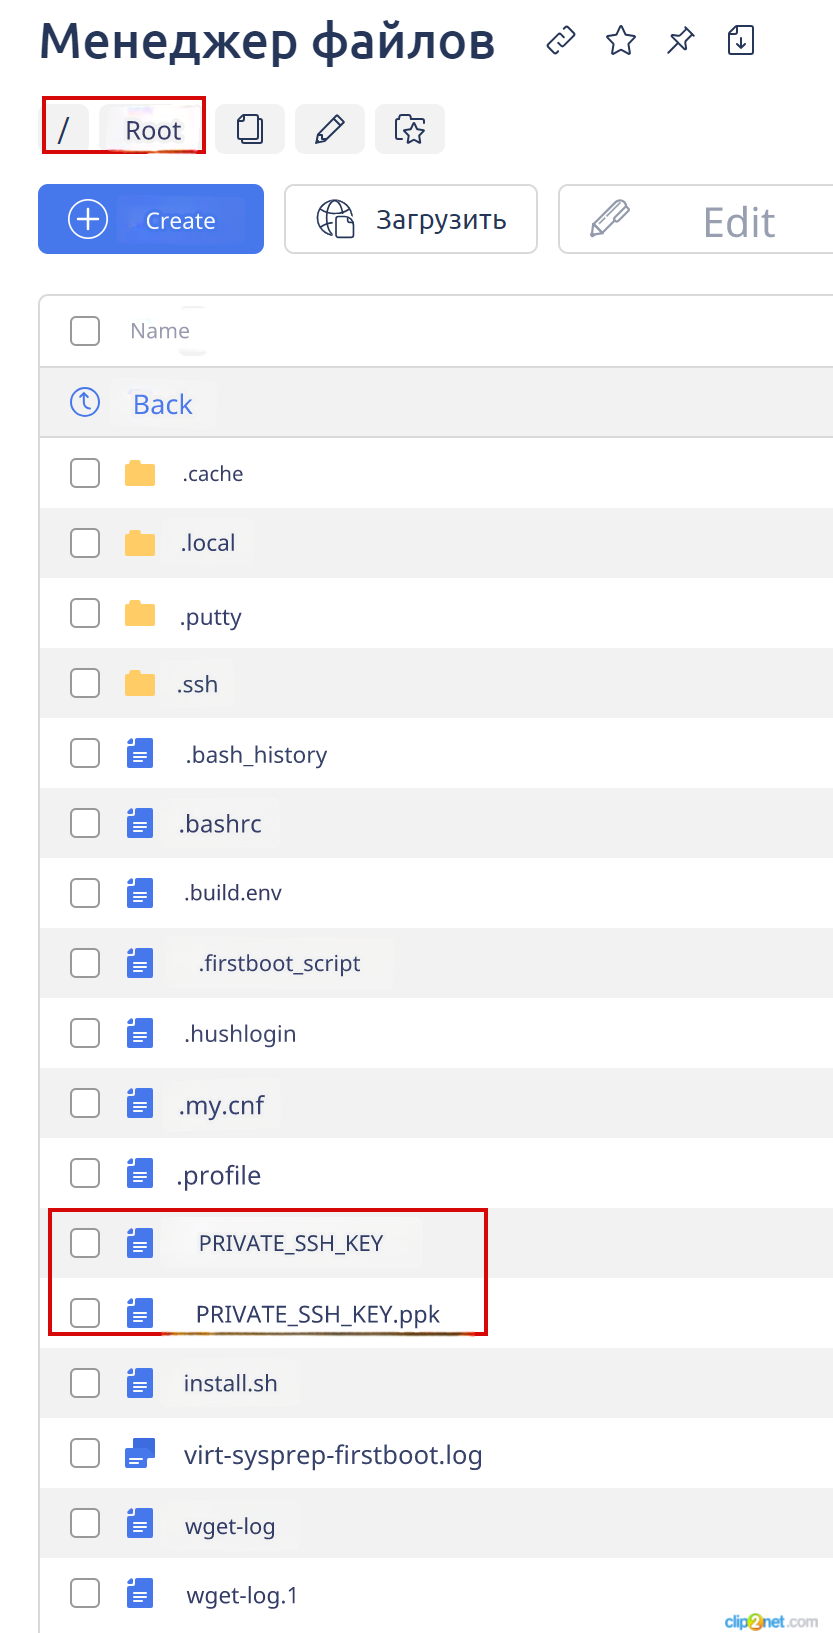 Менеджер файлов
/ Root
Create Загрузить Edit
Name
Back
.cache
.local
.putty
.ssh
.bash_history
.bashrc
.build.env
.firstboot_script
.hushlogin
.my.cnf
.profile
PRIVATE_SSH_KEY
PRIVATE_SSH_KEY.ppk
install.sh
virt-sysprep-firstboot.log
wget-log
wget-log.1
clip2net.com